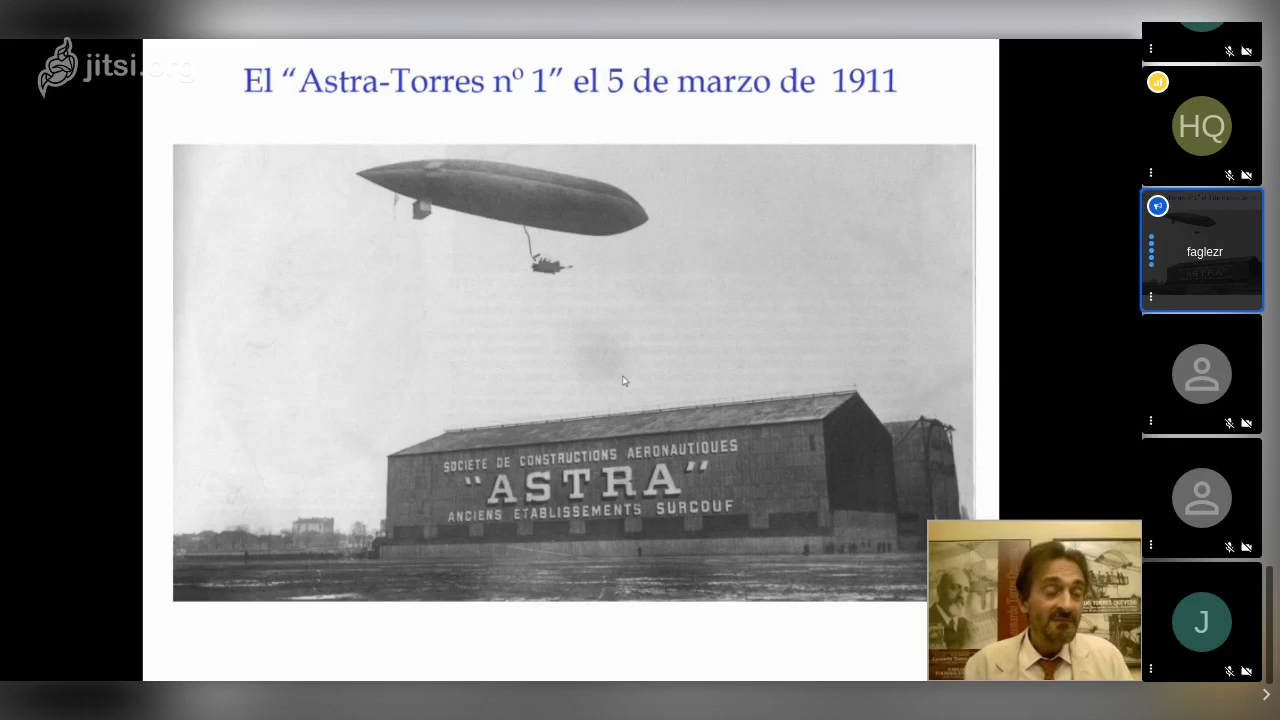 jitsi.org
El “Astra-Torres nº 1” el 5 de marzo de 1911
SOCIETE DE CONSTRUCTIONS AERONAUTIQUES
"ASTRA"
ANCIENS ETABLISSEMENTS SURCOUF
HQ
faglezr
J